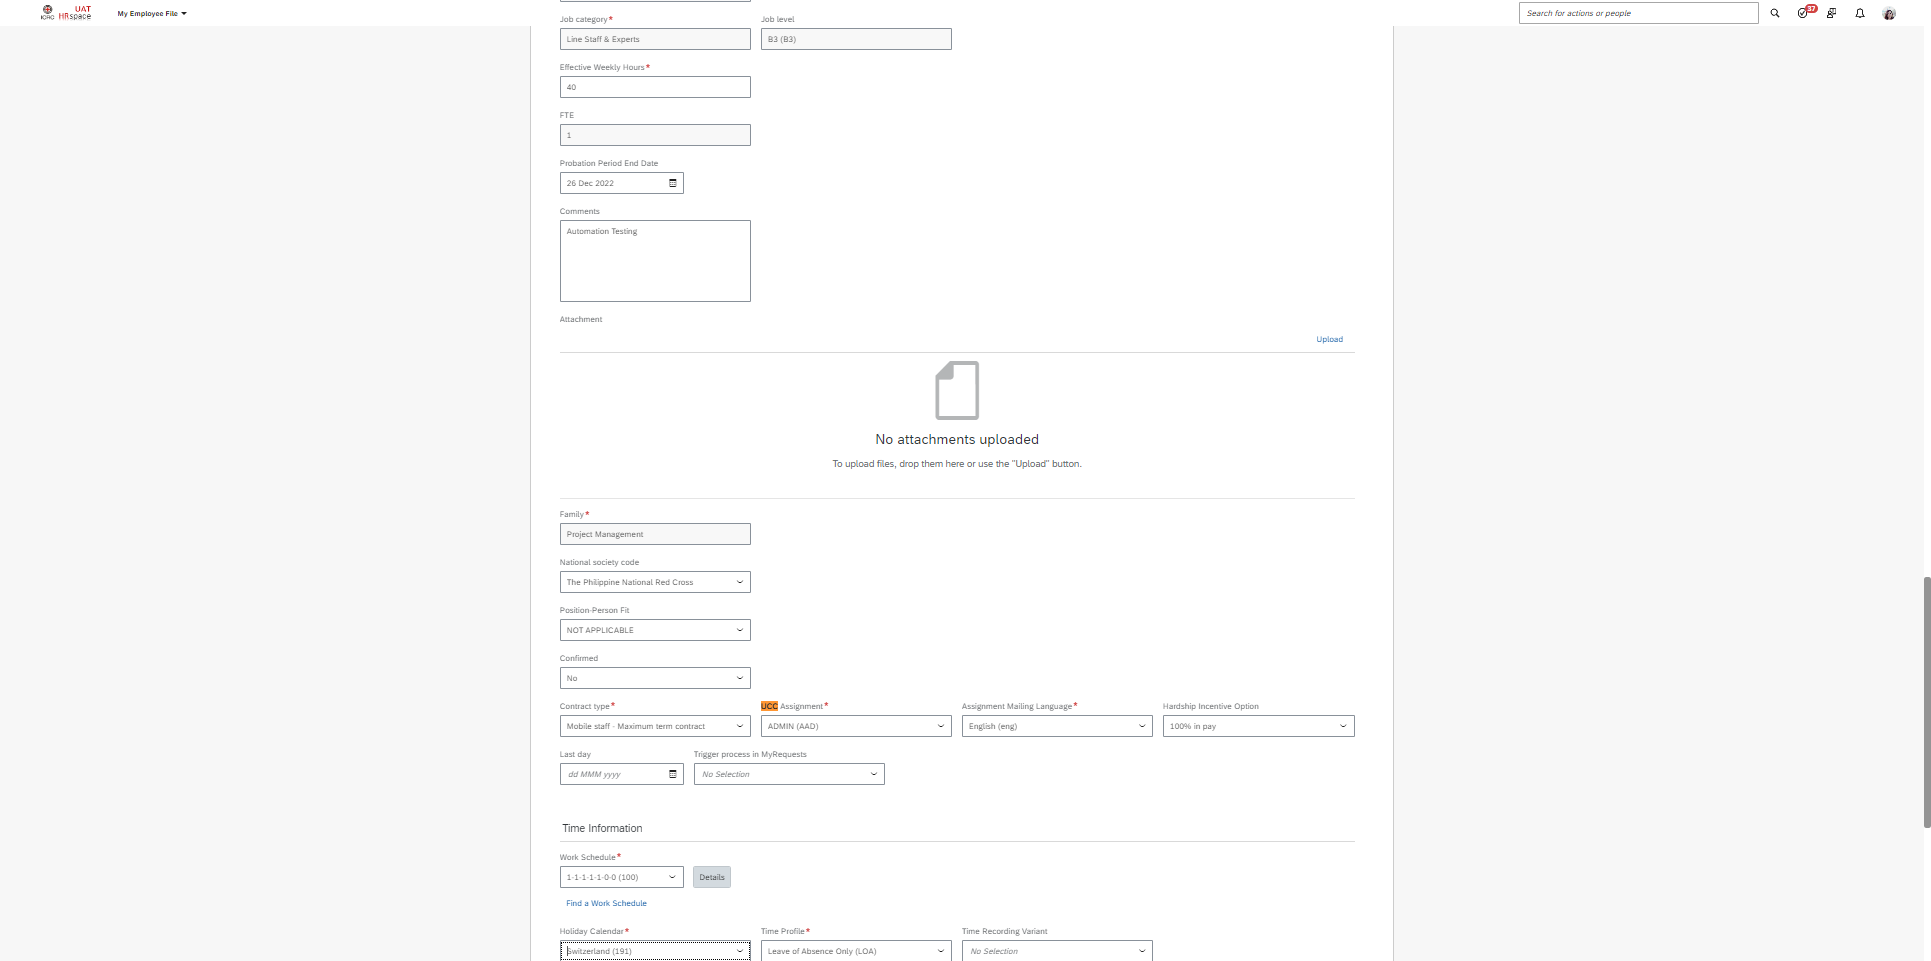 ICRC
UAT
HRspace
My Employee File
Search for actions or people
37
Job category*
Job level
Line Staff & Experts
B3 (B3)
Effective Weekly Hours*
40
FTE
1
Probation Period End Date
26 Dec 2022
Comments
Automation Testing
Attachment
Upload
No attachments uploaded
To upload files, drop them here or use the "Upload" button.
Family*
Project Management
National society code
The Philippine National Red Cross
Position-Person Fit
NOT APPLICABLE
Confirmed
No
Contract type*
UCC Assignment*
Assignment Mailing Language*
Hardship Incentive Option
Mobile staff - Maximum term contract
ADMIN (AAD)
English (eng)
100% in pay
Last day
Trigger process in MyRequests
dd MMM yyyy
No Selection
Time Information
Work Schedule*
1-1-1-1-1-0-0 (100)
Details
Find a Work Schedule
Holiday Calendar*
Time Profile*
Time Recording Variant
Switzerland (191)
Leave of Absence Only (LOA)
No Selection